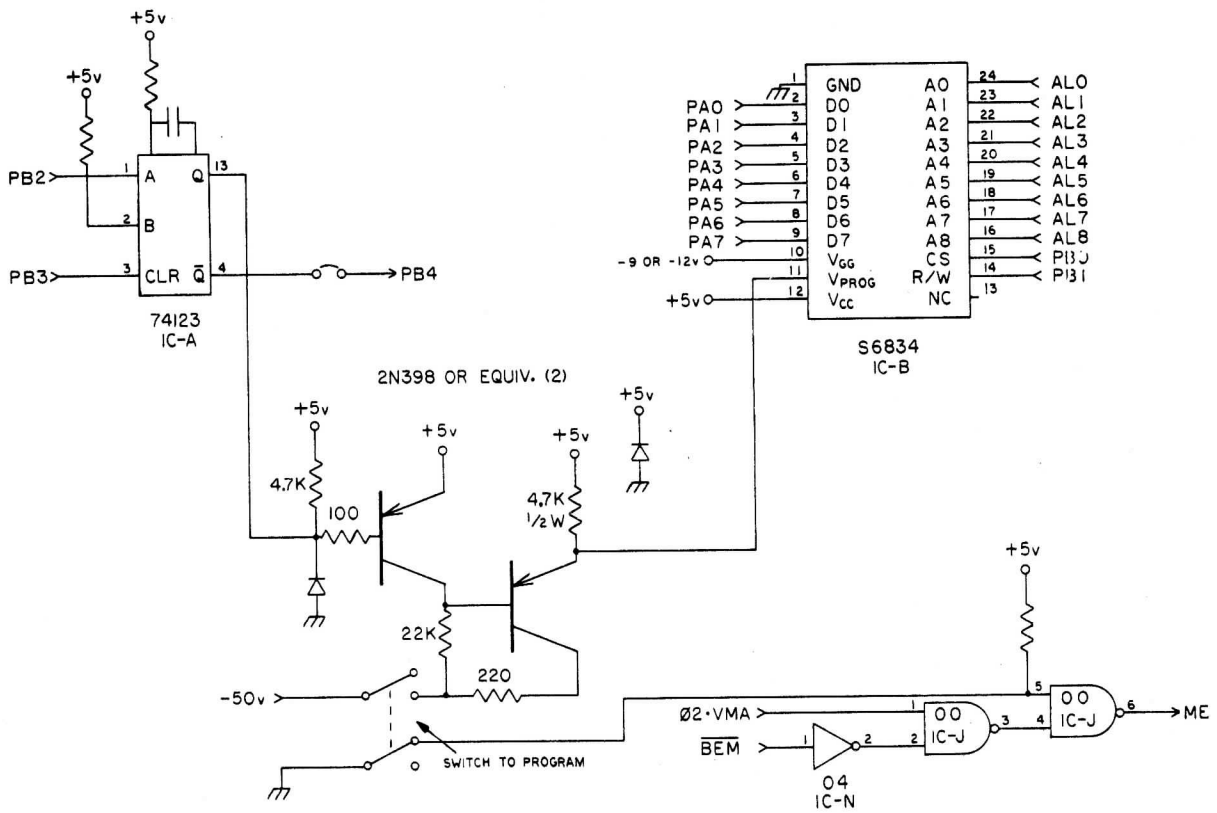 +5v
+5v
PB2
1
A
Q
13
2
B
PB3
3
CLR
Q̅
4
PB4
74123
IC-A
1
GND
A0
24
AL0
PA0
2
D0
A1
23
AL1
PA1
3
D1
A2
22
AL2
PA2
4
D2
A3
21
AL3
PA3
5
D3
A4
20
AL4
PA4
6
D4
A5
19
AL5
PA5
7
D5
A6
18
AL6
PA6
8
D6
A7
17
AL7
PA7
9
D7
A8
16
AL8
-9 OR -12v
10
VGG
CS
15
PB0
11
VPROG
R/W
14
PB1
+5v
12
VCC
NC
13
S6834
IC-B
2N398 OR EQUIV. (2)
+5v
+5v
+5v
+5v
4.7K
100
4.7K
1/2 W
22K
220
-50v
SWITCH TO PROGRAM
+5v
Ø2·VMA
1
00
IC-J
3
B̅E̅M̅
1
2
2
04
IC-N
5
4
00
IC-J
6
ME